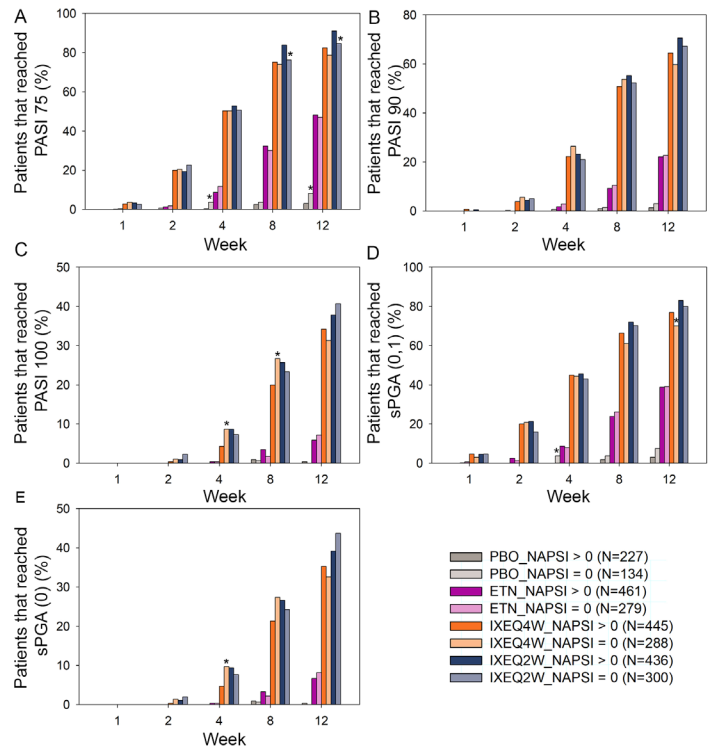 A
Patients that reached
PASI 75 (%)
100
80
60
40
20
0
*
*
*
*
1
2
4
8
12
Week
B
Patients that reached
PASI 90 (%)
80
60
40
20
0
1
2
4
8
12
Week
C
Patients that reached
PASI 100 (%)
50
40
30
20
10
0
*
*
1
2
4
8
12
Week
D
Patients that reached
sPGA (0,1) (%)
100
80
60
40
20
0
*
*
1
2
4
8
12
Week
E
Patients that reached
sPGA (0) (%)
50
40
30
20
10
0
*
1
2
4
8
12
Week
PBO_NAPSI > 0 (N=227)
PBO_NAPSI = 0 (N=134)
ETN_NAPSI > 0 (N=461)
ETN_NAPSI = 0 (N=279)
IXEQ4W_NAPSI > 0 (N=445)
IXEQ4W_NAPSI = 0 (N=288)
IXEQ2W_NAPSI > 0 (N=436)
IXEQ2W_NAPSI = 0 (N=300)